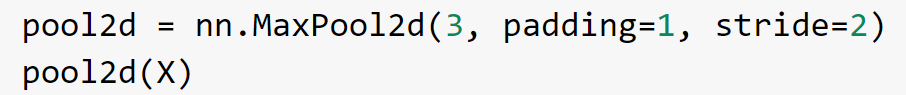 pool2d = nn.MaxPool2d(3, padding=1, stride=2)
pool2d(X)